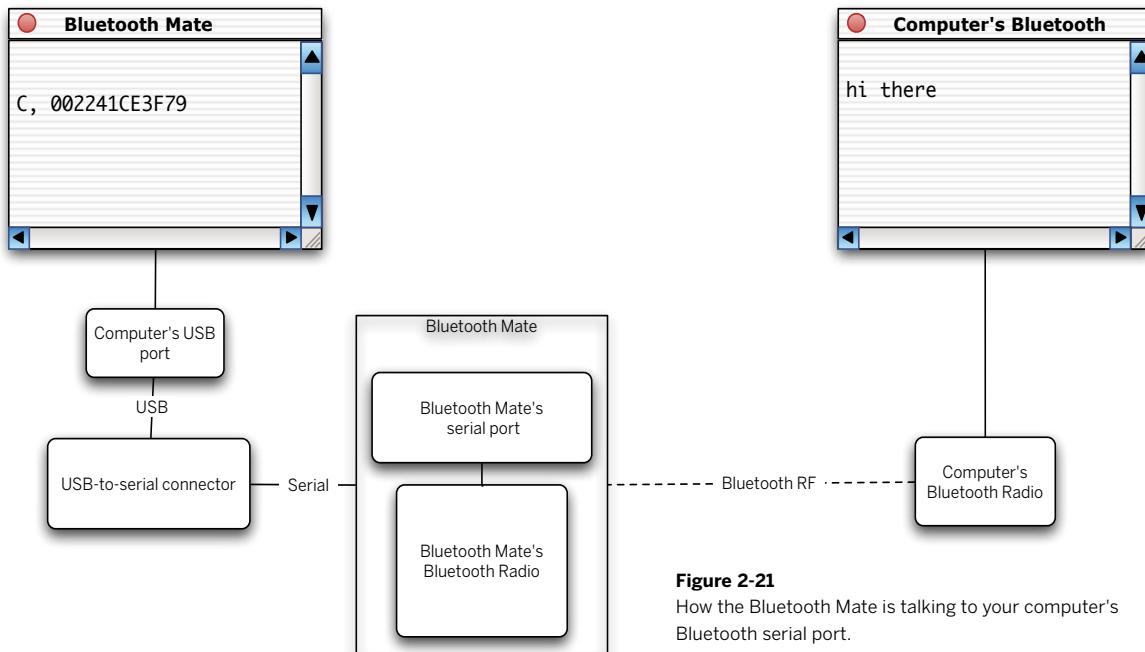 Bluetooth Mate
C, 002241CE3F79
Computer's Bluetooth
hi there
Computer's USB
port
USB
USB-to-serial connector
Serial
Bluetooth Mate
Bluetooth Mate's
serial port
Bluetooth Mate's
Bluetooth Radio
Bluetooth RF
Computer's
Bluetooth Radio
Figure 2-21
How the Bluetooth Mate is talking to your computer's
Bluetooth serial port.